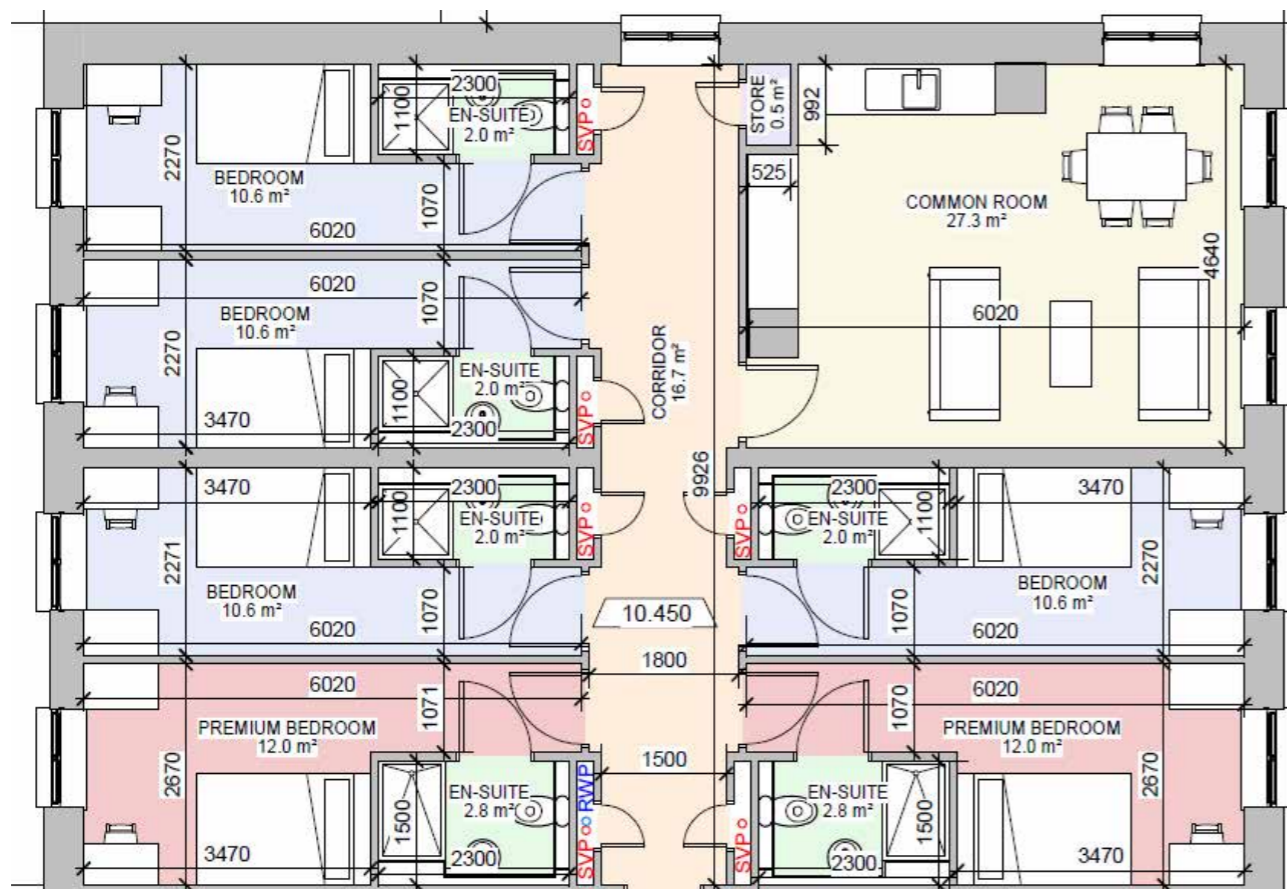 2300
1100
EN-SUITE
2.0 m²
SVP
STORE
0.5 m²
992
2270
BEDROOM
10.6 m²
1070
6020
525
COMMON ROOM
27.3 m²
4640
6020
6020
1070
BEDROOM
10.6 m²
2270
EN-SUITE
2.0 m²
1100
3470
2300
SVP
CORRIDOR
16.7 m²
9926
3470
2300
1100
EN-SUITE
2.0 m²
SVP
2271
BEDROOM
10.6 m²
1070
6020
SVP
2300
EN-SUITE
2.0 m²
1100
3470
2270
BEDROOM
10.6 m²
1070
6020
10.450
1800
6020
1071
PREMIUM BEDROOM
12.0 m²
2670
EN-SUITE
2.8 m²
1500
3470
2300
SVP
RWP
1500
6020
1070
PREMIUM BEDROOM
12.0 m²
2670
SVP
EN-SUITE
2.8 m²
1500
2300
3470